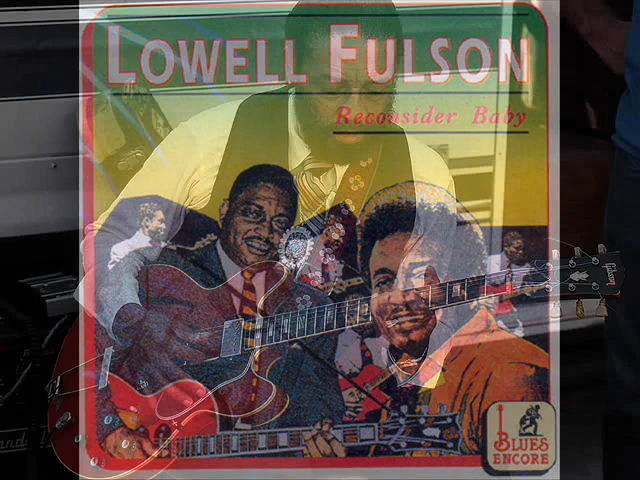 LOWELL FULSON
Reconsider Baby
Gibson
BLUES
ENCORE